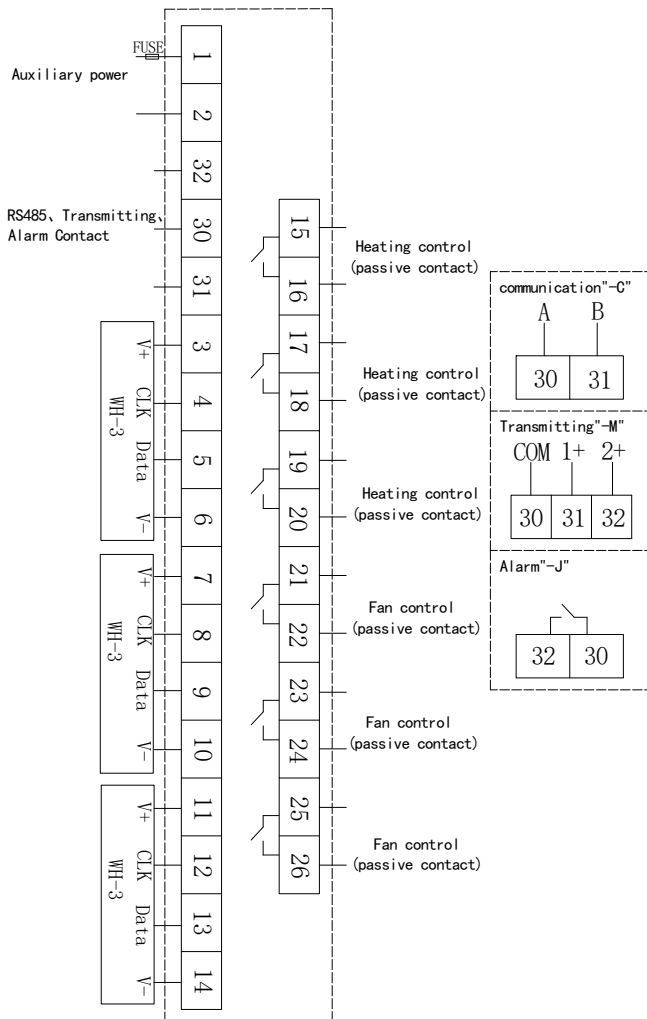 FUSE
Auxiliary power
1
2
32
RS485、Transmitting、
Alarm Contact
30
31
V+
CLK
Data
V-
WH-3
3
4
5
6
V+
CLK
Data
V-
WH-3
7
8
9
10
V+
CLK
Data
V-
WH-3
11
12
13
14
15
16
Heating control
(passive contact)
17
18
Heating control
(passive contact)
19
20
Heating control
(passive contact)
21
22
Fan control
(passive contact)
23
24
Fan control
(passive contact)
25
26
Fan control
(passive contact)
communication"-C"
A B
30 31
Transmitting"-M"
COM 1+ 2+
30 31 32
Alarm"-J"
32 30